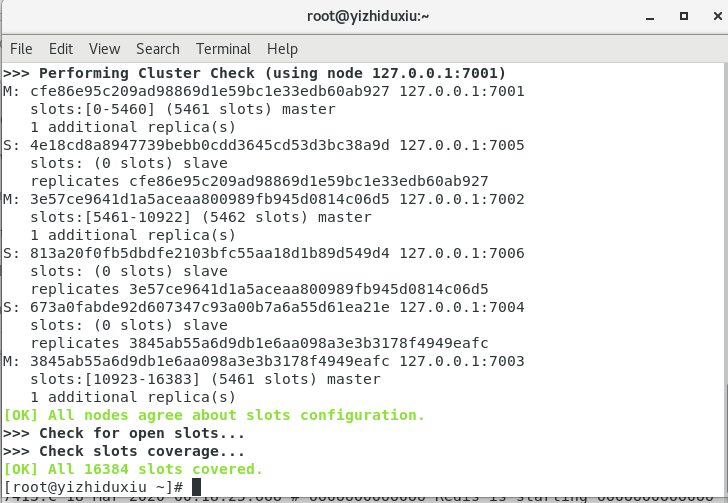 root@yizhiduxiu:~
File Edit View Search Terminal Help
>>> Performing Cluster Check (using node 127.0.0.1:7001)
M: cfe86e95c209ad98869d1e59bc1e33edb60ab927 127.0.0.1:7001
slots:[0-5460] (5461 slots) master
1 additional replica(s)
S: 4e18cd8a8947739bebb0cdd3645cd53d3bc38a9d 127.0.0.1:7005
slots: (0 slots) slave
replicates cfe86e95c209ad98869d1e59bc1e33edb60ab927
M: 3e57ce9641d1a5aceaa800989fb945d0814c06d5 127.0.0.1:7002
slots:[5461-10922] (5462 slots) master
1 additional replica(s)
S: 813a20f0fb5dbdfe2103bfc55aa18d1b89d549d4 127.0.0.1:7006
slots: (0 slots) slave
replicates 3e57ce9641d1a5aceaa800989fb945d0814c06d5
S: 673a0fabde92d607347c93a00b7a6a55d61ea21e 127.0.0.1:7004
slots: (0 slots) slave
replicates 3845ab55a6d9db1e6aa098a3e3b3178f4949eafc
M: 3845ab55a6d9db1e6aa098a3e3b3178f4949eafc 127.0.0.1:7003
slots:[10923-16383] (5461 slots) master
1 additional replica(s)
[OK] All nodes agree about slots configuration.
>>> Check for open slots...
>>> Check slots coverage...
[OK] All 16384 slots covered.
[root@yizhiduxiu ~]#